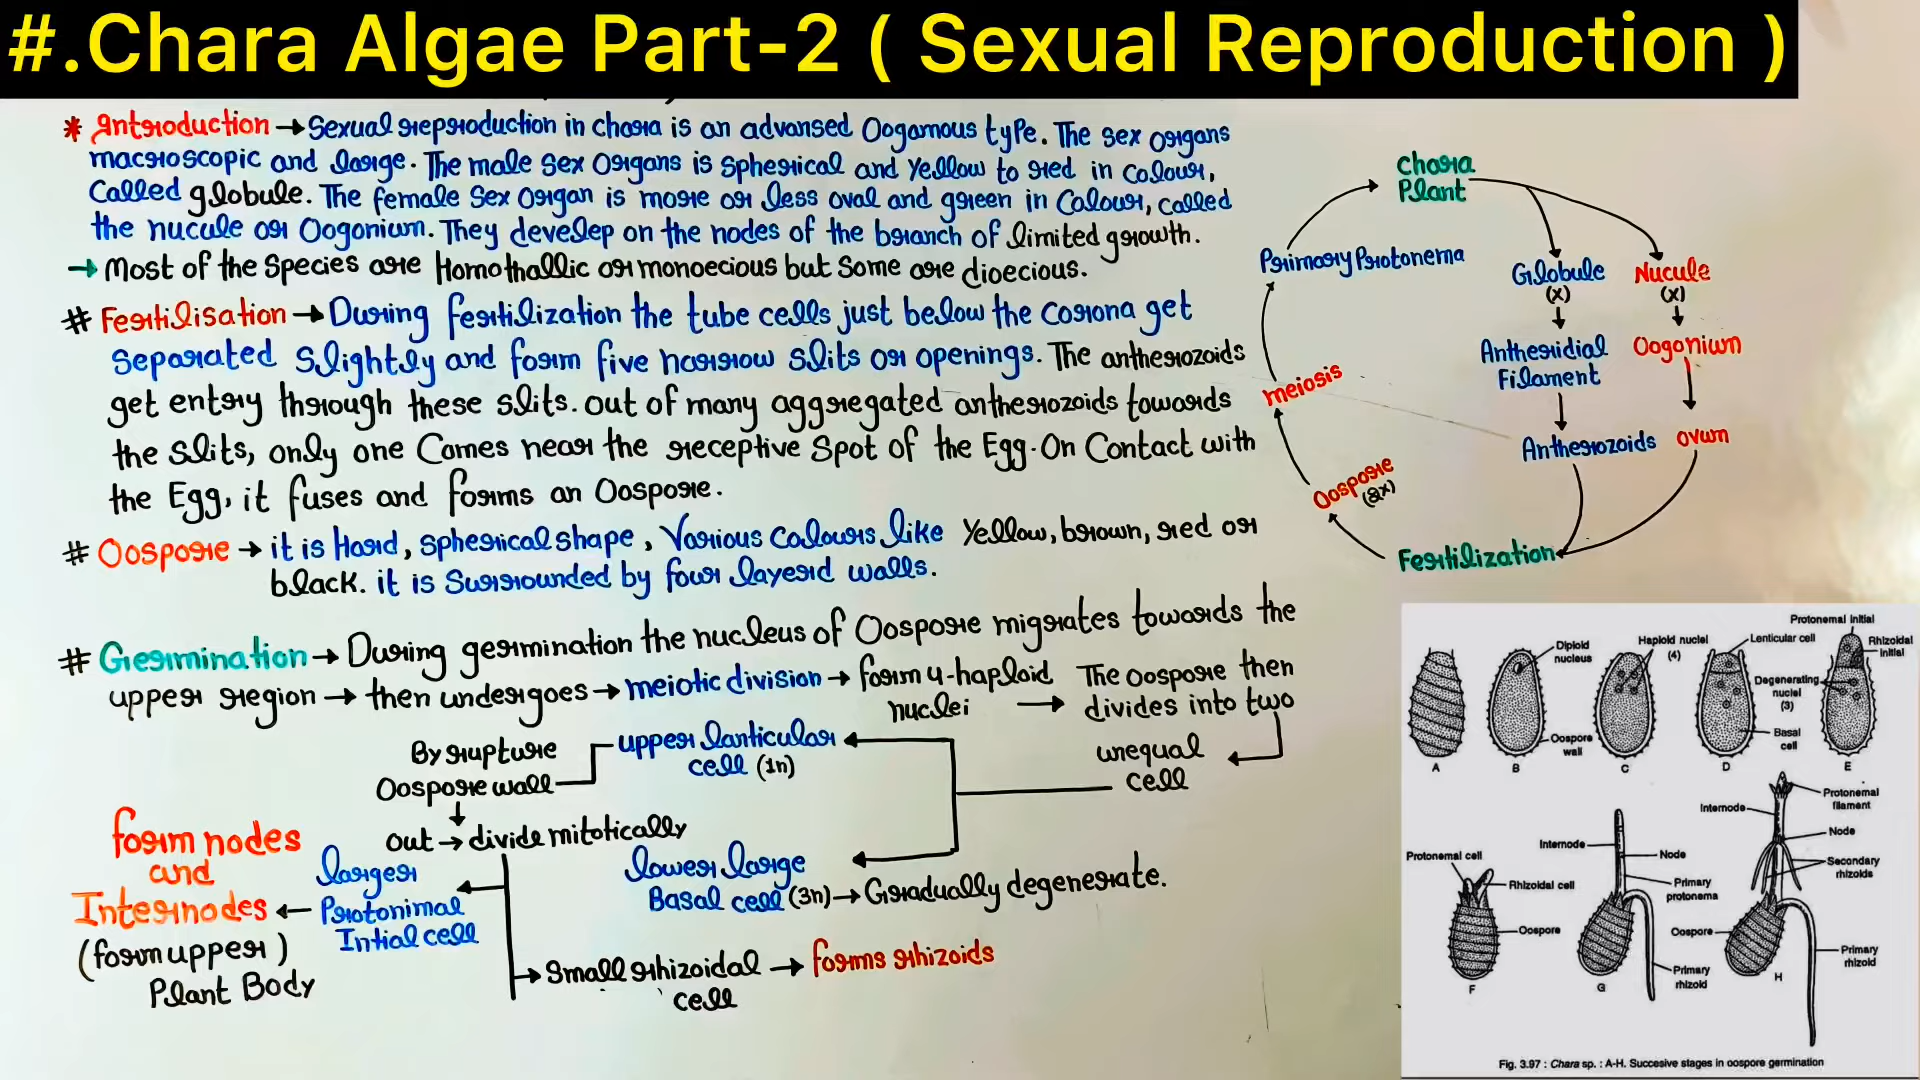 #.Chara Algae Part-2 ( Sexual Reproduction )
* Introduction → Sexual reproduction in chara is an advansed Oogamous type. The sex organs
macroscopic and large. The male sex Organs is spherical and Yellow to red in colour,
Called globule. The female Sex Organ is more or less oval and green in Colour, called
the nucule or Oogonium. They develep on the nodes of the branch of limited growth.
→ Most of the Species are Homothallic or monoecious but Some are dioecious.
# Fertilisation → During fertilization the tube cells just below the corona get
Separated slightly and form five narrow slits or openings. The antherozoids
get entry through these slits. out of many aggregated antherozoids towards
the slits, only one Comes near the receptive Spot of the Egg. On Contact with
the Egg, it fuses and forms an Oospore.
# Oospore → it is Hard, spherical shape, Various Colours like Yellow, brown, red or
black. it is Surrounded by four layerd walls.
# Germination → During germination the nucleus of Oospore migrates towards the
upper region → then undergoes → meiotic division → form 4-haploid
nuclei → The Oospore then
divides into two
unequal
cell
upper lanticular
cell (1n)
By rupture
Oospore wall
Out → divide mitotically
lower large
Basal cell (3n) → Gradually degenerate.
larger
Protonimal
Intial cell
form nodes
and
Internodes
(form upper)
Plant Body
Small rhizoidal → forms rhizoids
cell
Chara
Plant
Primary Protonema
Globule
(x)
Nucule
(x)
Antheridial
Filament
Oogonium
Antherozoids
Ovum
meiosis
Oospore
(2x)
Fertilization
Protonemal initial
Diploid
nucleus
Haploid nuclei
(4)
Lenticular cell
Rhizoidal
initial
Degenerating
nuclei
(3)
Oospore
wall
Basal
cell
A
B
C
D
E
Protonemal
filament
Internode
Node
Internode
Node
Protonemal cell
Secondary
rhizoids
Rhizoidal cell
Primary
protonema
Oospore
Oospore
Primary
rhizoid
Primary
rhizoid
F
G
H
Fig. 3.97 : Chara sp. : A-H. Succesive stages in oospore germination